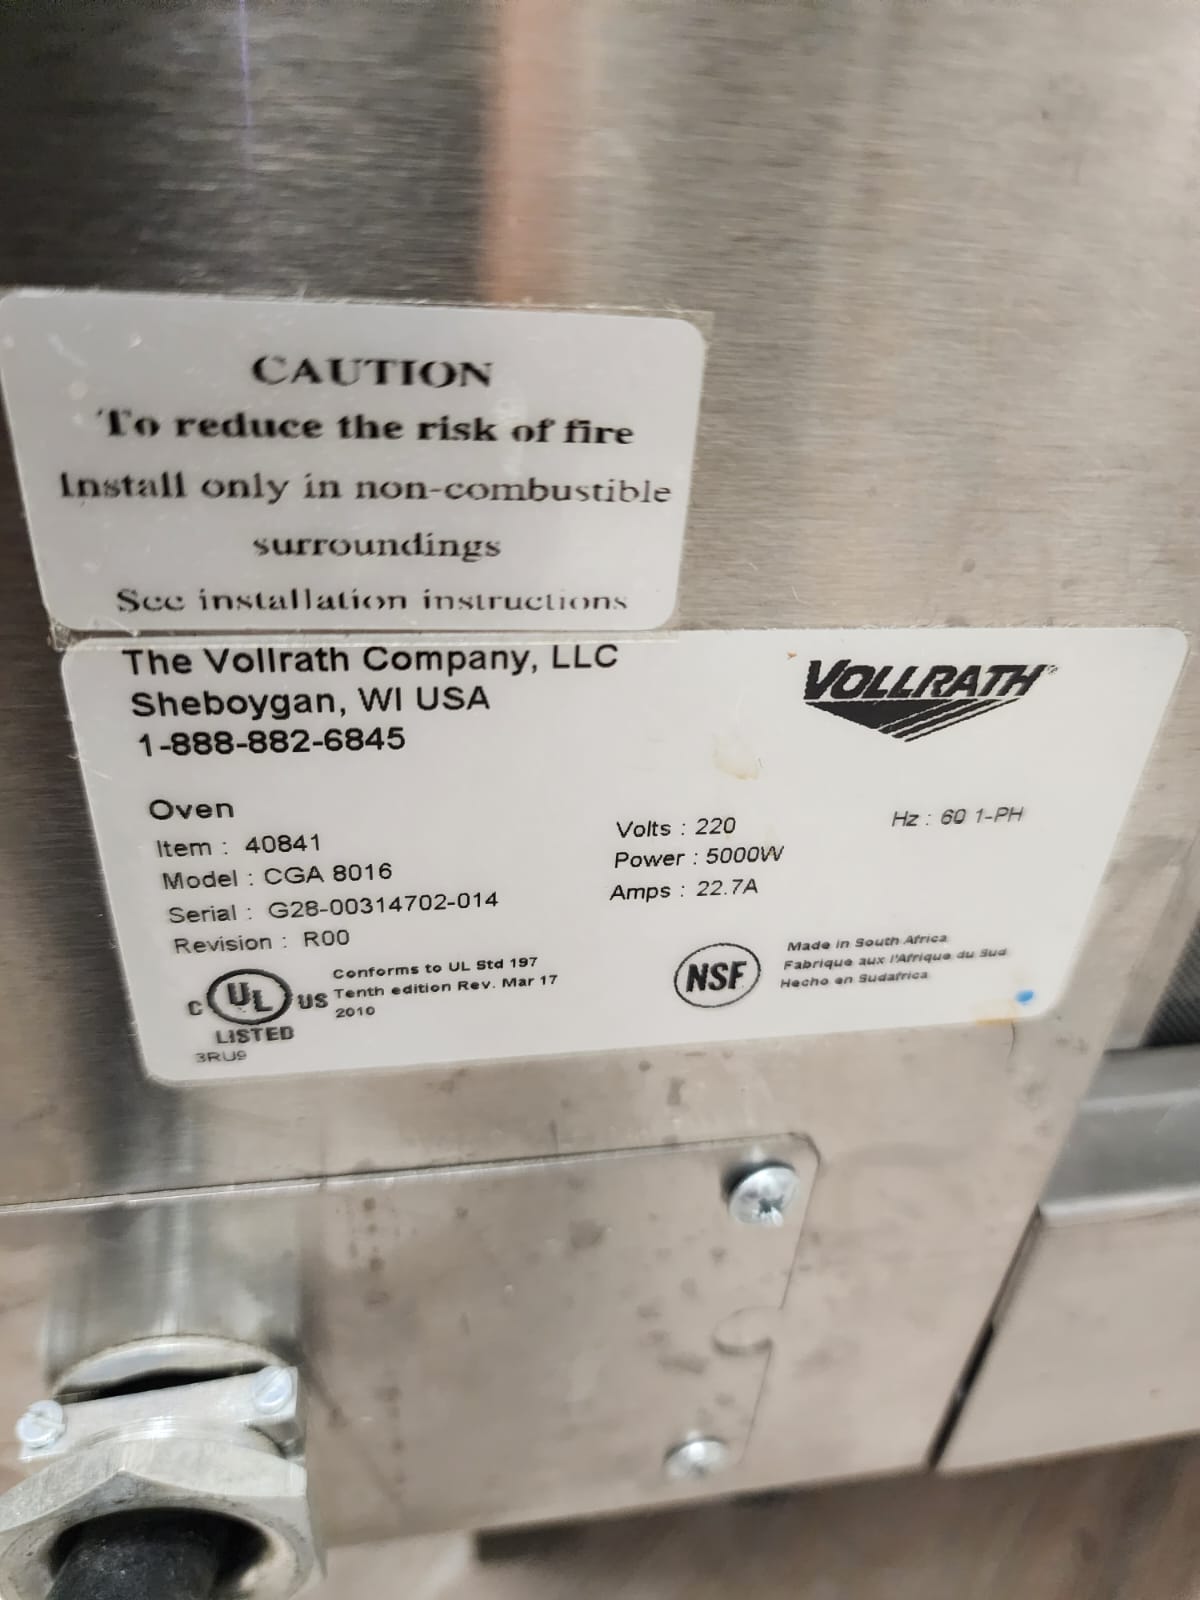 CAUTION
To reduce the risk of fire
Install only in non-combustible
surroundings
See installation instructions
The Vollrath Company, LLC
Sheboygan, WI USA
1-888-882-6845
VOLLRATH®
Oven
Item : 40841
Model : CGA 8016
Serial : G28-00314702-014
Revision : R00
Volts : 220
Power : 5000W
Amps : 22.7A
Hz : 60 1-PH
C UL US
LISTED
3RU9
Conforms to UL Std 197
Tenth edition Rev. Mar 17
2010
NSF
Made in South Africa
Fabrique aux l'Afrique du Sud
Hecho en Sudafrica